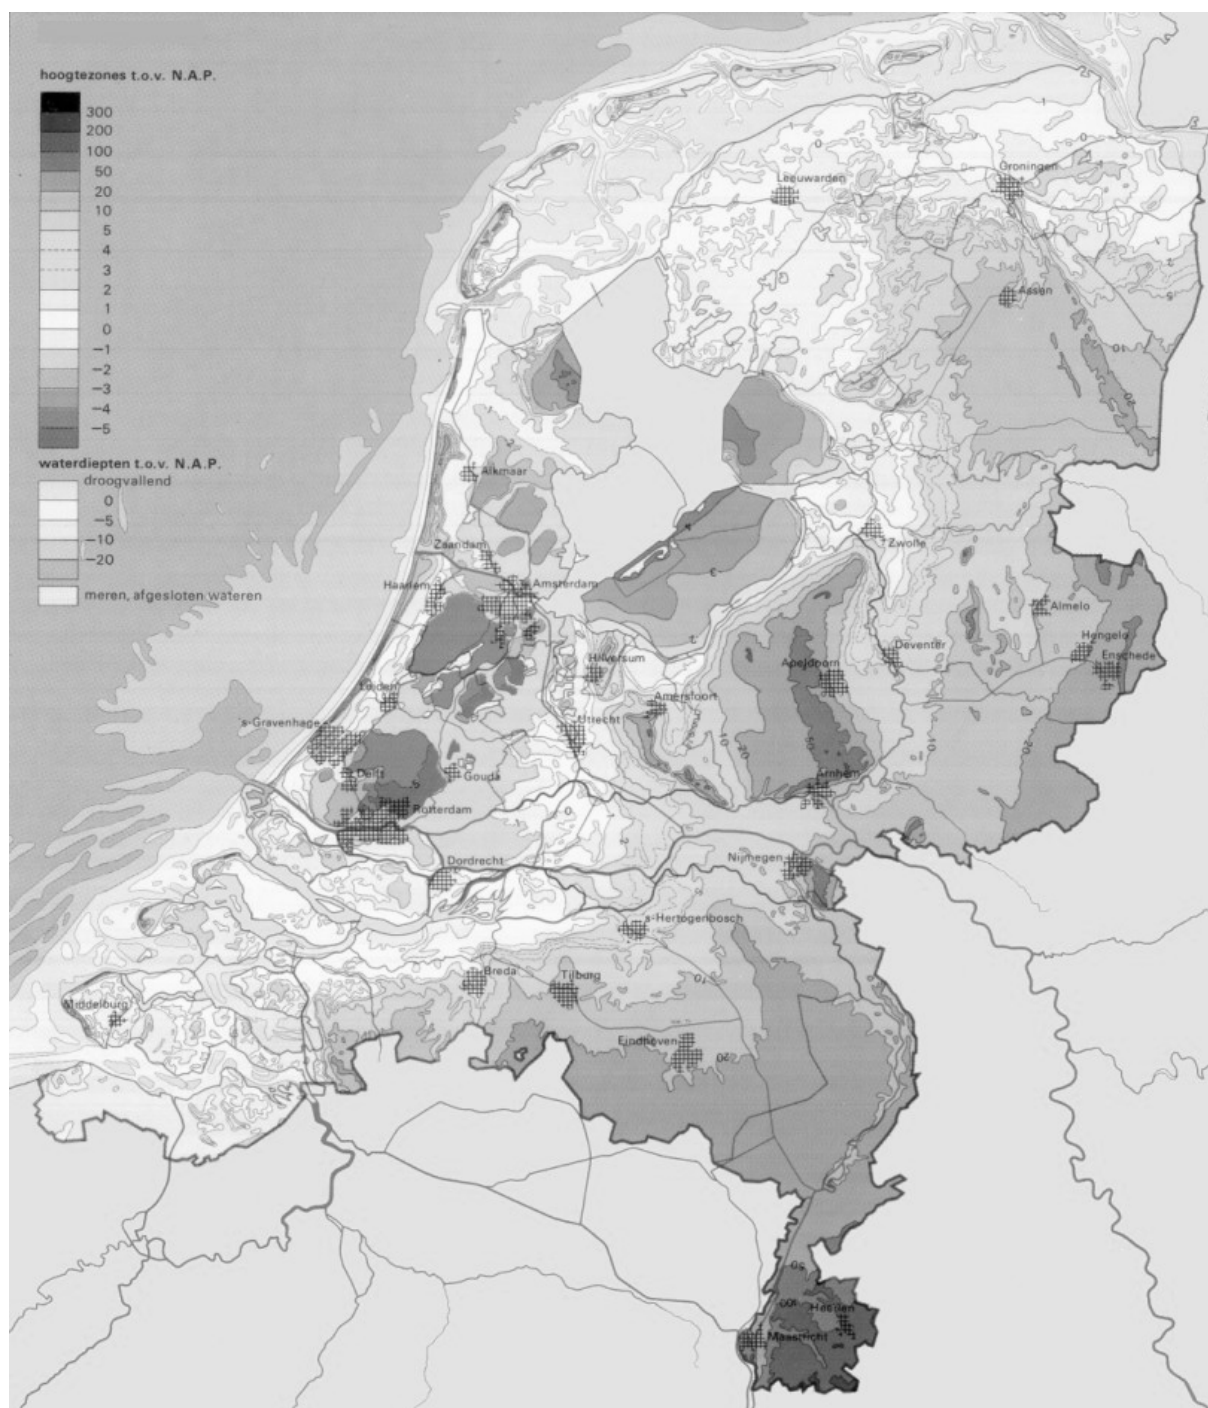 hoogtezones t.o.v. N.A.P.
300
200
100
50
20
10
5
4
3
2
1
0
−1
−2
−3
−4
−5
waterdiepten t.o.v. N.A.P.
droogvallend
0
−5
−10
−20
meren, afgesloten wateren
Leeuwarden
Groningen
Assen
Alkmaar
Zaandam
Zwolle
Haarlem
Amsterdam
Almelo
Hengelo
Enschede
Deventer
Hilversum
Apeldoorn
Leiden
Amersfoort
's-Gravenhage
Utrecht
Delft
Gouda
Arnhem
Rotterdam
Dordrecht
Nijmegen
's-Hertogenbosch
Breda
Tilburg
Middelburg
Eindhoven
Heerlen
Maastricht